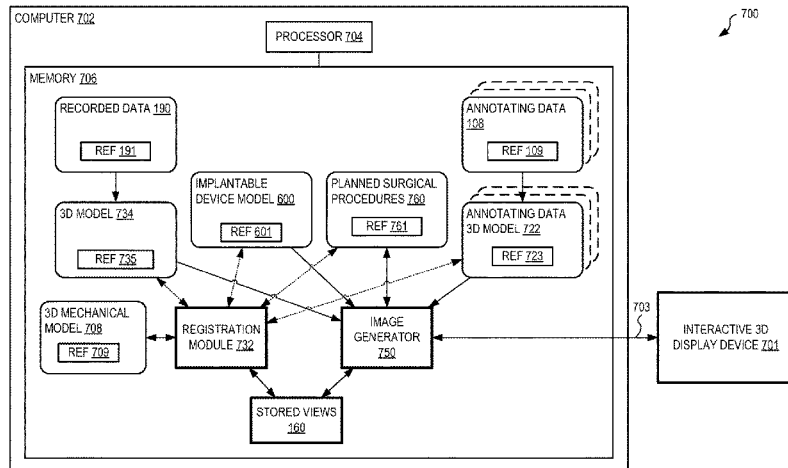 COMPUTER 702
700
PROCESSOR 704
MEMORY 706
RECORDED DATA 190
REF 191
ANNOTATING DATA
108
REF 109
IMPLANTABLE
DEVICE MODEL 600
REF 601
PLANNED SURGICAL
PROCEDURES 760
REF 761
3D MODEL 734
REF 735
ANNOTATING DATA
3D MODEL 722
REF 723
3D MECHANICAL
MODEL 708
REF 709
REGISTRATION
MODULE 732
IMAGE
GENERATOR
750
703
INTERACTIVE 3D
DISPLAY DEVICE 701
STORED VIEWS
160